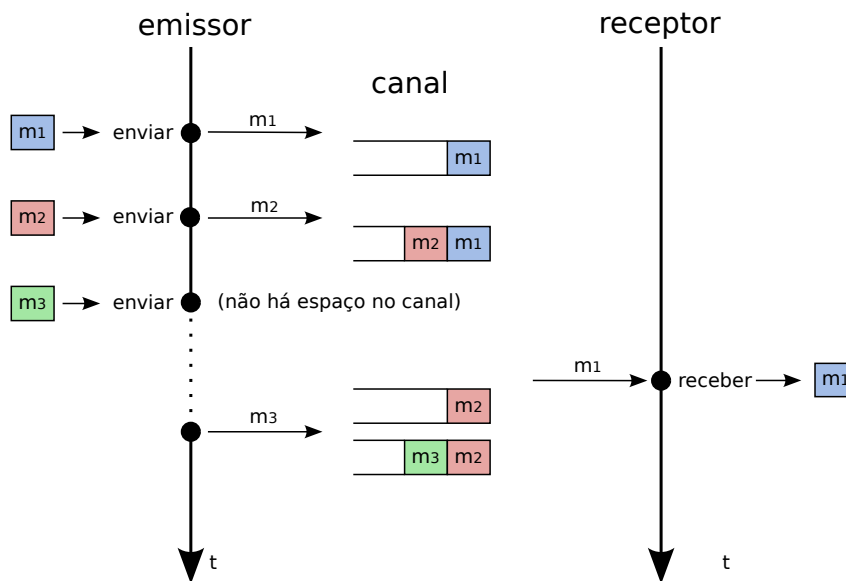 emissor
receptor
canal
m1 enviar m1
m1
m2 enviar m2
m2 m1
m3 enviar (não há espaço no canal)
m1 receber m1
m2
m3
m3 m2
t
t